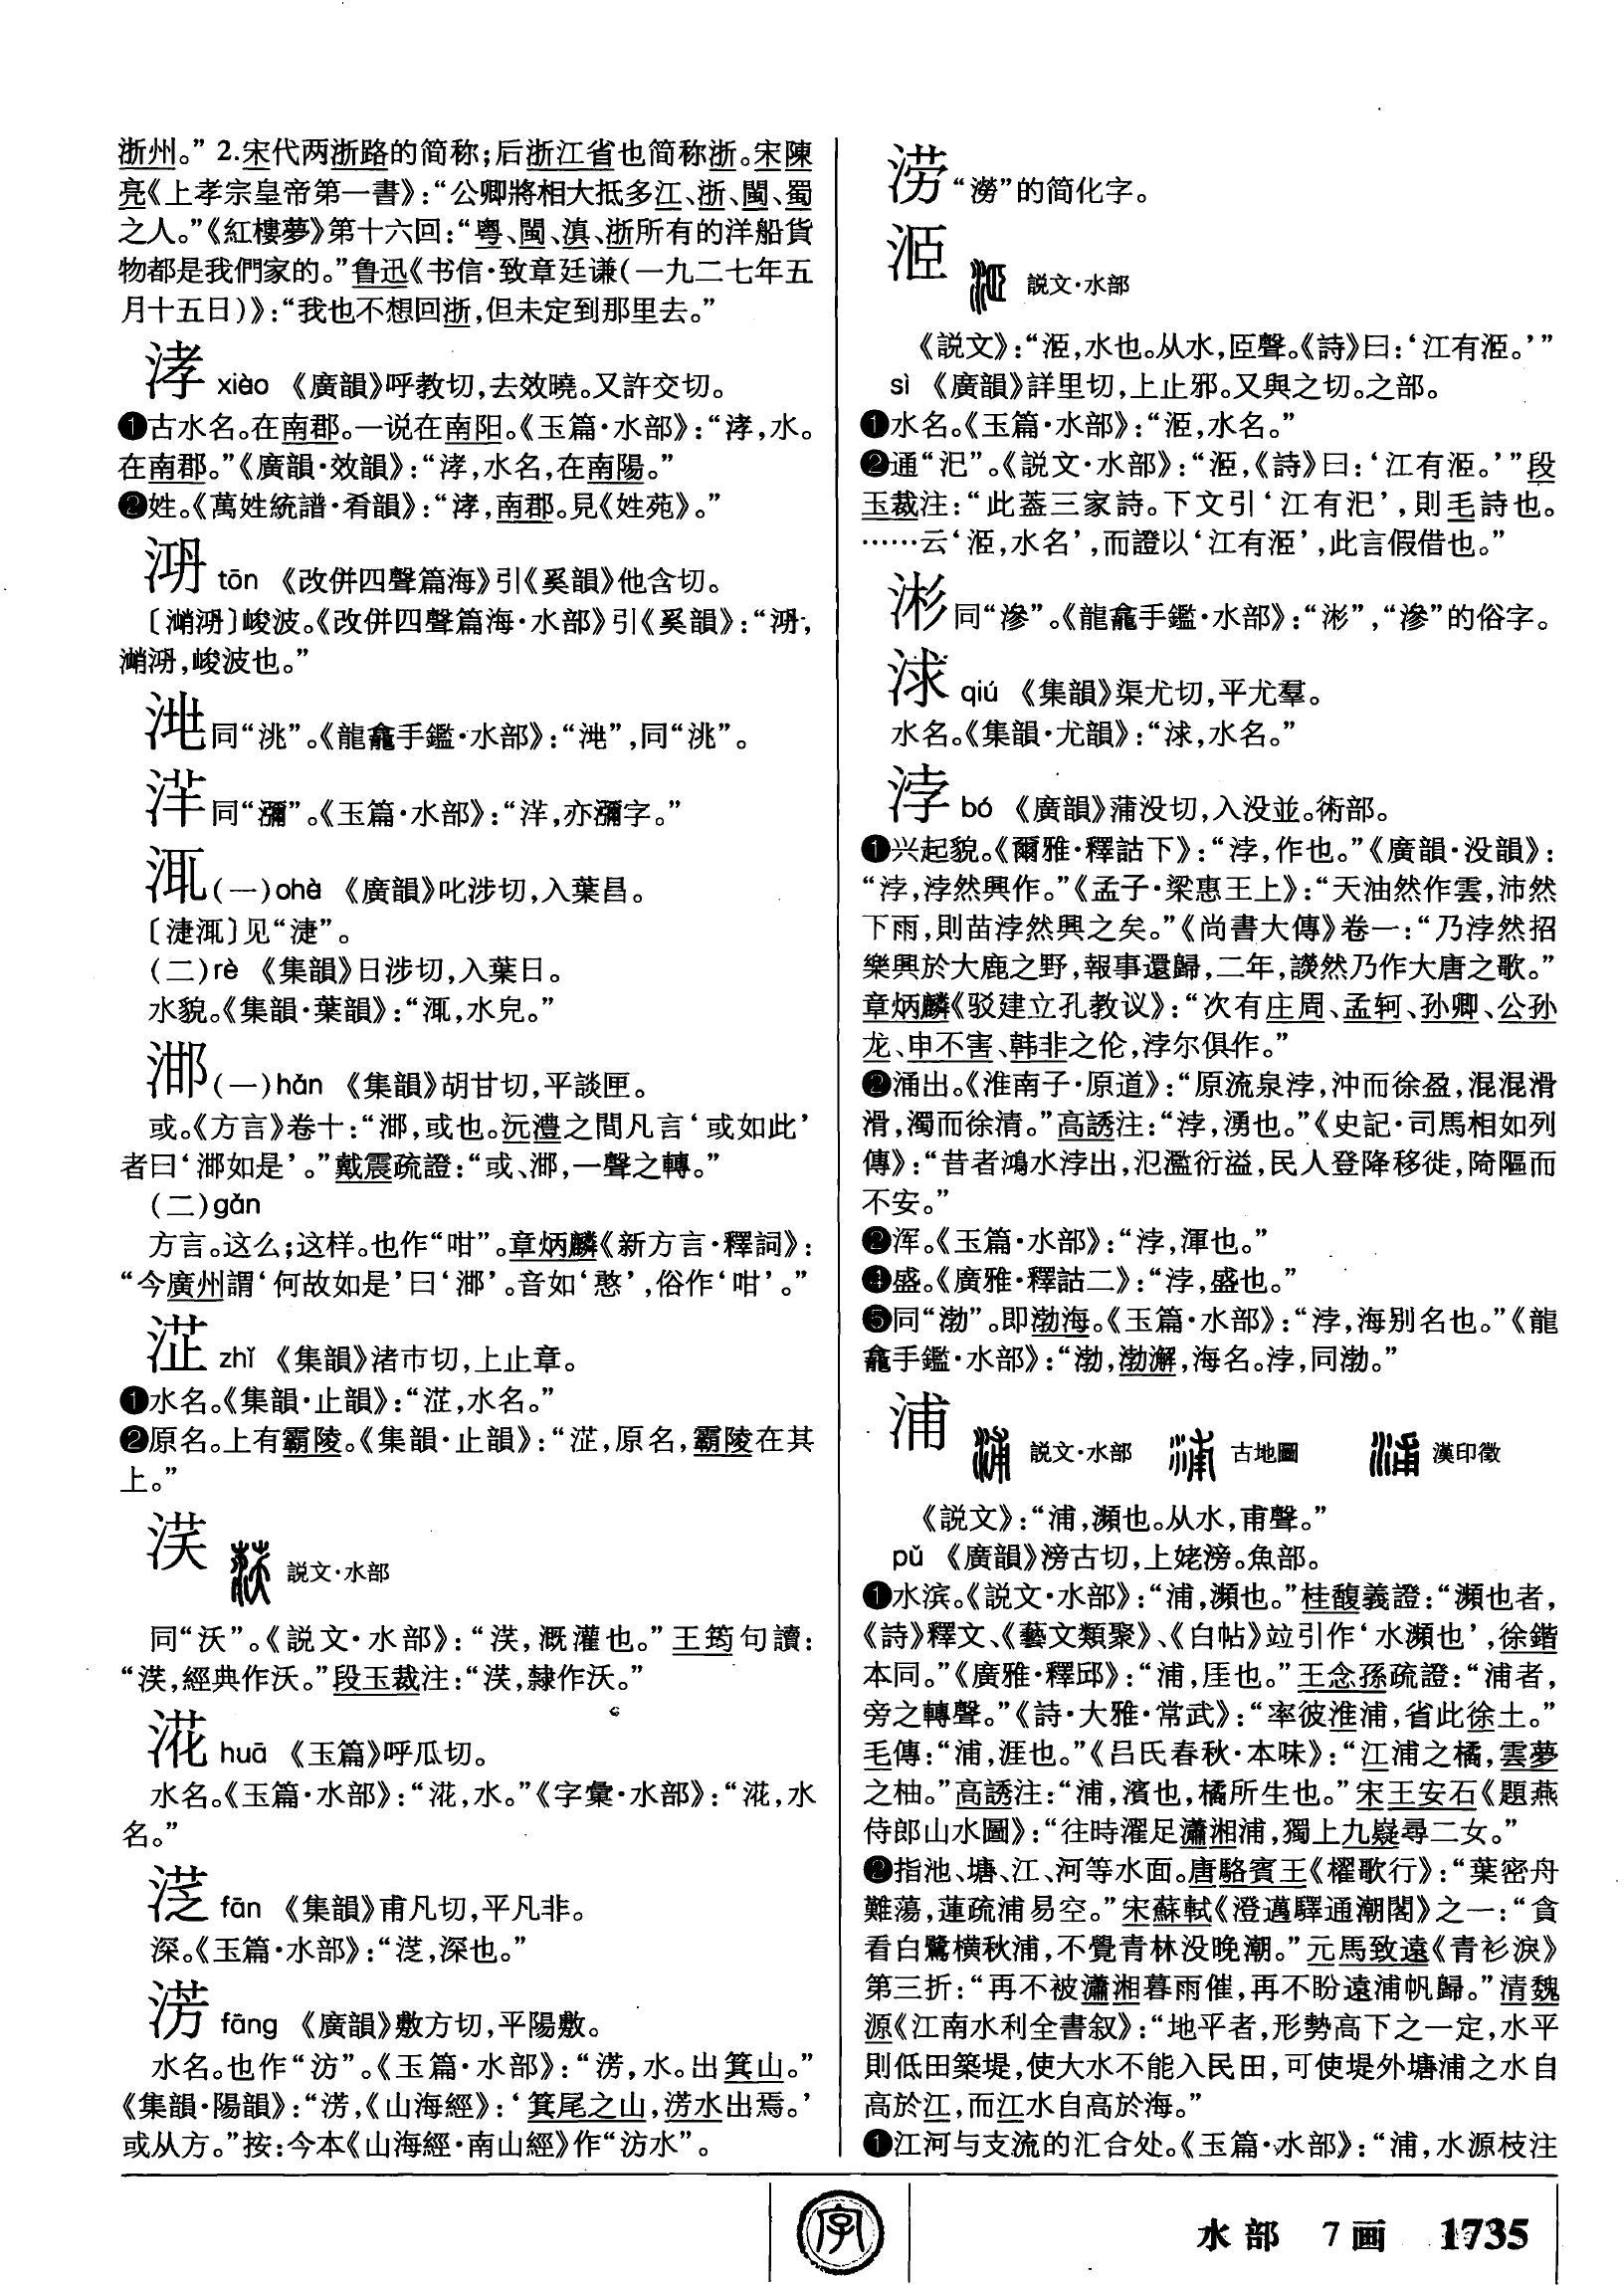 浙州。” 2.宋代两浙路的简称；后浙江省也简称浙。宋陳
亮《上孝宗皇帝第一書》：“公卿將相大抵多江、浙、閩、蜀
之人。”《紅樓夢》第十六回：“粵、閩、滇、浙所有的洋船貨
物都是我們家的。”鲁迅《书信·致章廷谦(一九二七年五
月十五日)》：“我也不想回浙，但未定到那里去。”
涍 xiào 《廣韻》呼教切，去效曉。又許交切。
❶古水名。在南郡。一说在南阳。《玉篇·水部》：“涍，水。
在南郡。”《廣韻·效韻》：“涍，水名，在南陽。”
❷姓。《萬姓統譜·肴韻》：“涍，南郡。見《姓苑》。”
tōn 《改併四聲篇海》引《奚韻》他含切。
峻波。《改併四聲篇海·水部》引《奚韻》：“
，峻波也。”
同“洮”。《龍龕手鑑·水部》：“ ”，同“洮”。
同“瀰”。《玉篇·水部》：“ ，亦瀰字。”
(一)ohè 《廣韻》叱涉切，入葉昌。
〔淁 〕见“淁”。
(二)rè 《集韻》日涉切，入葉日。
水貌。《集韻·葉韻》：“ ，水皃。”
(一)hān 《集韻》胡甘切，平談匣。
或。《方言》卷十：“ ，或也。沅澧之間凡言‘或如此’
者曰‘ 如是’。”戴震疏證：“或、 ，一聲之轉。”
(二)gǎn
方言。这么；这样。也作“咁”。章炳麟《新方言·釋詞》：
“今廣州謂‘何故如是’曰‘ ’。音如‘憨’，俗作‘咁’。”
zhǐ 《集韻》渚市切，上止章。
❶水名。《集韻·止韻》：“ ，水名。”
❷原名。上有霸陵。《集韻·止韻》：“ ，原名，霸陵在其
上。”
説文·水部
同“沃”。《説文·水部》：“ ，溉灌也。”王筠句讀：
“ ，經典作沃。”段玉裁注：“ ，隸作沃。”
huā 《玉篇》呼瓜切。
水名。《玉篇·水部》：“ ，水。”《字彙·水部》：“ ，水
名。”
fān 《集韻》甫凡切，平凡非。
深。《玉篇·水部》：“ ，深也。”
淓 fāng 《廣韻》敷方切，平陽敷。
水名。也作“汸”。《玉篇·水部》：“淓，水。出箕山。”
《集韻·陽韻》：“淓，《山海經》：‘箕尾之山，淓水出焉。’
或从方。”按：今本《山海經·南山經》作“汸水”。
涝 “澇”的简化字。
洍 説文·水部
《説文》：“洍，水也。从水，𦣞聲。《詩》曰：‘江有洍。’”
sì 《廣韻》詳里切，上止邪。又與之切。之部。
❶水名。《玉篇·水部》：“洍，水名。”
❷通“汜”。《説文·水部》：“洍，《詩》曰：‘江有洍。’”段
玉裁注：“此葢三家詩。下文引‘江有汜’，則毛詩也。
……云‘洍，水名’，而證以‘江有洍’，此言假借也。”
同“滲”。《龍龕手鑑·水部》：“ ”，“滲”的俗字。
浗 qiú 《集韻》渠尤切，平尤羣。
水名。《集韻·尤韻》：“浗，水名。”
浡 bó 《廣韻》蒲没切，入没並。術部。
❶兴起貌。《爾雅·釋詁下》：“浡，作也。”《廣韻·没韻》：
“浡，浡然興作。”《孟子·梁惠王上》：“天油然作雲，沛然
下雨，則苗浡然興之矣。”《尚書大傳》卷一：“乃浡然招
樂興於大鹿之野，報事還歸，二年，謻然乃作大唐之歌。”
章炳麟《驳建立孔教议》：“次有庄周、孟轲、孙卿、公孙
龙、申不害、韩非之伦，浡尔俱作。”
❷涌出。《淮南子·原道》：“原流泉浡，沖而徐盈，混混滑
滑，濁而徐清。”高誘注：“浡，湧也。”《史記·司馬相如列
傳》：“昔者鴻水浡出，氾濫衍溢，民人登降移徙，陭䧢而
不安。”
❷浑。《玉篇·水部》：“浡，渾也。”
❹盛。《廣雅·釋詁二》：“浡，盛也。”
❺同“渤”。即渤海。《玉篇·水部》：“浡，海别名也。”《龍
龕手鑑·水部》：“渤，渤澥，海名。浡，同渤。”
浦 説文·水部 古地圖 漢印徵
《説文》：“浦，瀕也。从水，甫聲。”
pǔ 《廣韻》滂古切，上姥滂。魚部。
❶水滨。《説文·水部》：“浦，瀕也。”桂馥義證：“瀕也者，
《詩》釋文、《藝文類聚》、《白帖》竝引作‘水瀕也’，徐鍇
本同。”《廣雅·釋邱》：“浦，厓也。”王念孫疏證：“浦者，
旁之轉聲。”《詩·大雅·常武》：“率彼淮浦，省此徐土。”
毛傳：“浦，涯也。”《吕氏春秋·本味》：“江浦之橘，雲夢
之柚。”高誘注：“浦，濱也，橘所生也。”宋王安石《題燕
侍郎山水圖》：“往時濯足瀟湘浦，獨上九嶷尋二女。”
❷指池、塘、江、河等水面。唐駱賓王《櫂歌行》：“葉密舟
難蕩，蓮疏浦易空。”宋蘇軾《澄邁驛通潮閣》之一：“貪
看白鷺横秋浦，不覺青林没晚潮。”元馬致遠《青衫淚》
第三折：“再不被瀟湘暮雨催，再不盼遠浦帆歸。”清魏
源《江南水利全書叙》：“地平者，形勢高下之一定，水平
則低田築堤，使大水不能入民田，可使堤外塘浦之水自
高於江，而江水自高於海。”
❶江河与支流的汇合处。《玉篇·水部》：“浦，水源枝注
字
水部 7画 1735